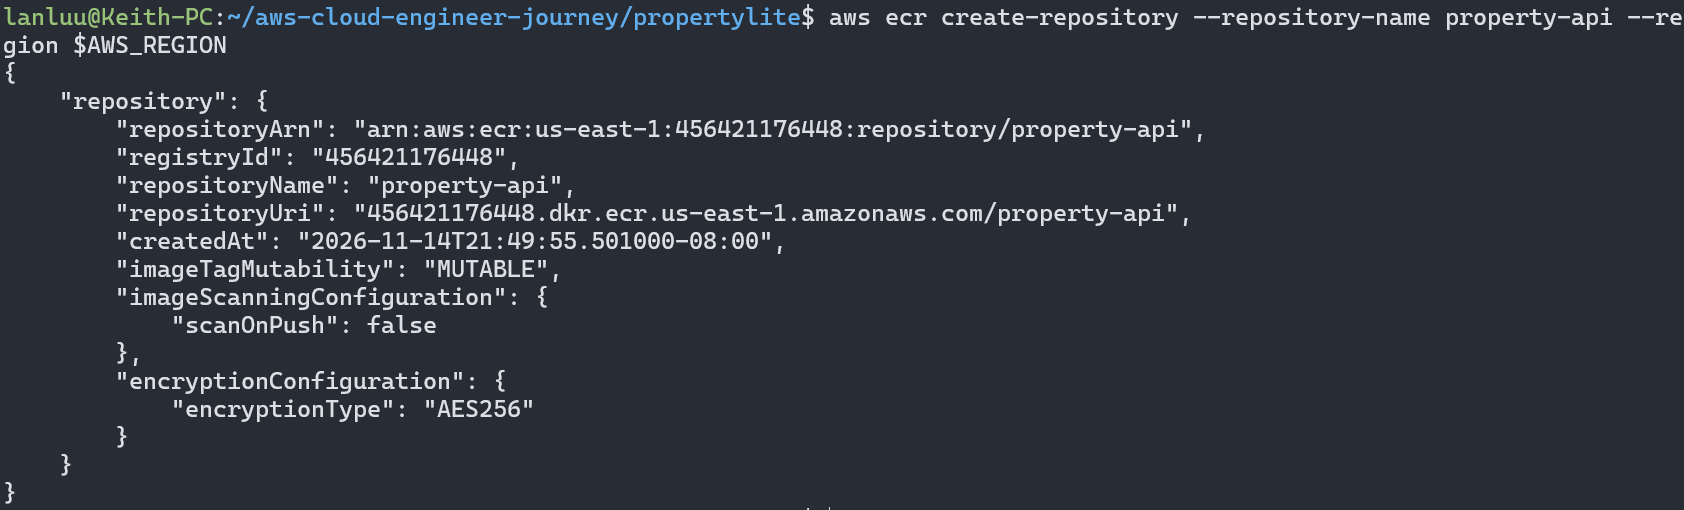 lanluu@Keith-PC:~/aws-cloud-engineer-journey/propertylite$ aws ecr create-repository --repository-name property-api --re
gion $AWS_REGION
{
    "repository": {
        "repositoryArn": "arn:aws:ecr:us-east-1:456421176448:repository/property-api",
        "registryId": "456421176448",
        "repositoryName": "property-api",
        "repositoryUri": "456421176448.dkr.ecr.us-east-1.amazonaws.com/property-api",
        "createdAt": "2026-11-14T21:49:55.501000-08:00",
        "imageTagMutability": "MUTABLE",
        "imageScanningConfiguration": {
            "scanOnPush": false
        },
        "encryptionConfiguration": {
            "encryptionType": "AES256"
        }
    }
}